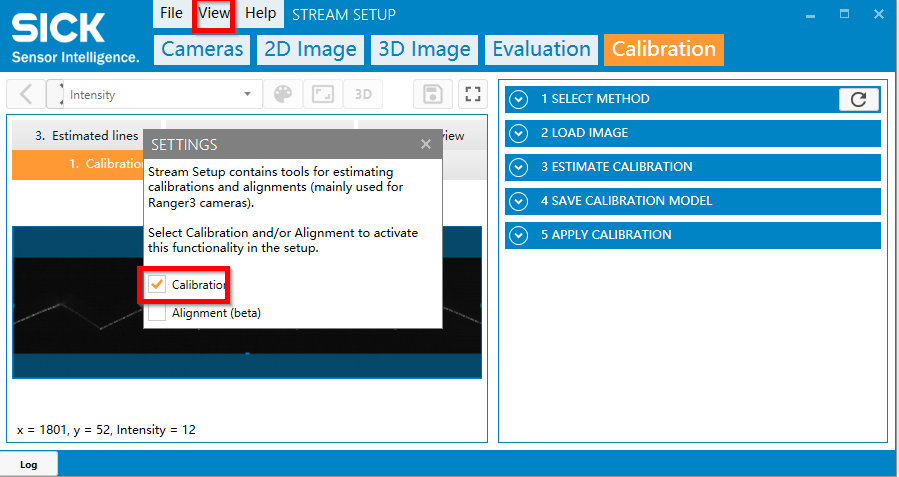 SICK
Sensor Intelligence.
File View Help STREAM SETUP
Cameras 2D Image 3D Image Evaluation Calibration
Intensity
3D
3. Estimated lines
1. Calibration
SETTINGS
Stream Setup contains tools for estimating
calibrations and alignments (mainly used for
Ranger3 cameras).
Select Calibration and/or Alignment to activate
this functionality in the setup.
Calibration
Alignment (beta)
x = 1801, y = 52, Intensity = 12
1 SELECT METHOD
2 LOAD IMAGE
3 ESTIMATE CALIBRATION
4 SAVE CALIBRATION MODEL
5 APPLY CALIBRATION
Log